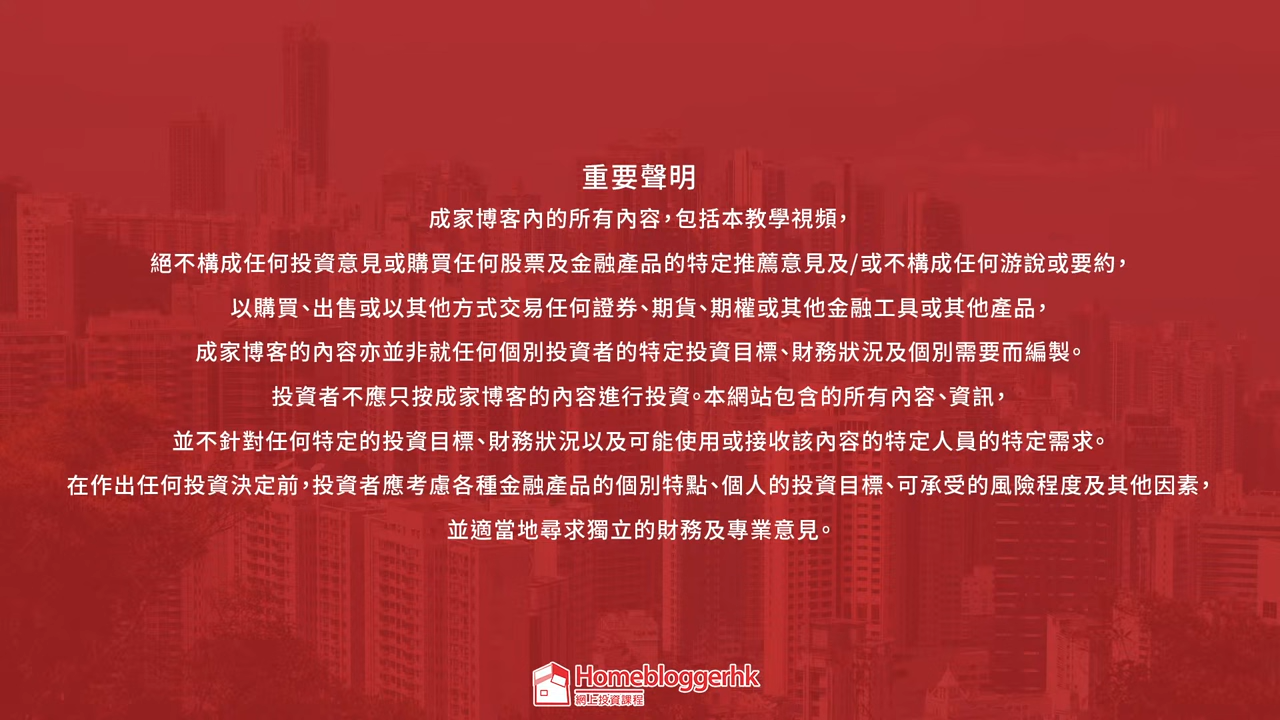 重要聲明
成家博客內的所有內容，包括本教學視頻，
絕不構成任何投資意見或購買任何股票及金融產品的特定推薦意見及/或不構成任何游說或要約，
以購買、出售或以其他方式交易任何證券、期貨、期權或其他金融工具或其他產品，
成家博客的內容亦並非就任何個別投資者的特定投資目標、財務狀況及個別需要而編製。
投資者不應只按成家博客的內容進行投資。本網站包含的所有內容、資訊，
並不針對任何特定的投資目標、財務狀況以及可能使用或接收該內容的特定人員的特定需求。
在作出任何投資決定前，投資者應考慮各種金融產品的個別特點、個人的投資目標、可承受的風險程度及其他因素，
並適當地尋求獨立的財務及專業意見。
Homebloggerhk
網上投資課程